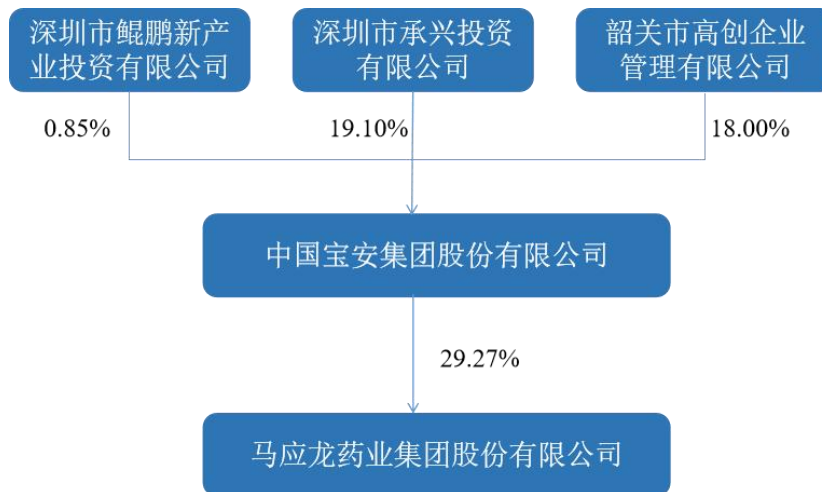 深圳市鲲鹏新产
业投资有限公司
深圳市承兴投资
有限公司
韶关市高创企业
管理有限公司
0.85%
19.10%
18.00%
中国宝安集团股份有限公司
29.27%
马应龙药业集团股份有限公司